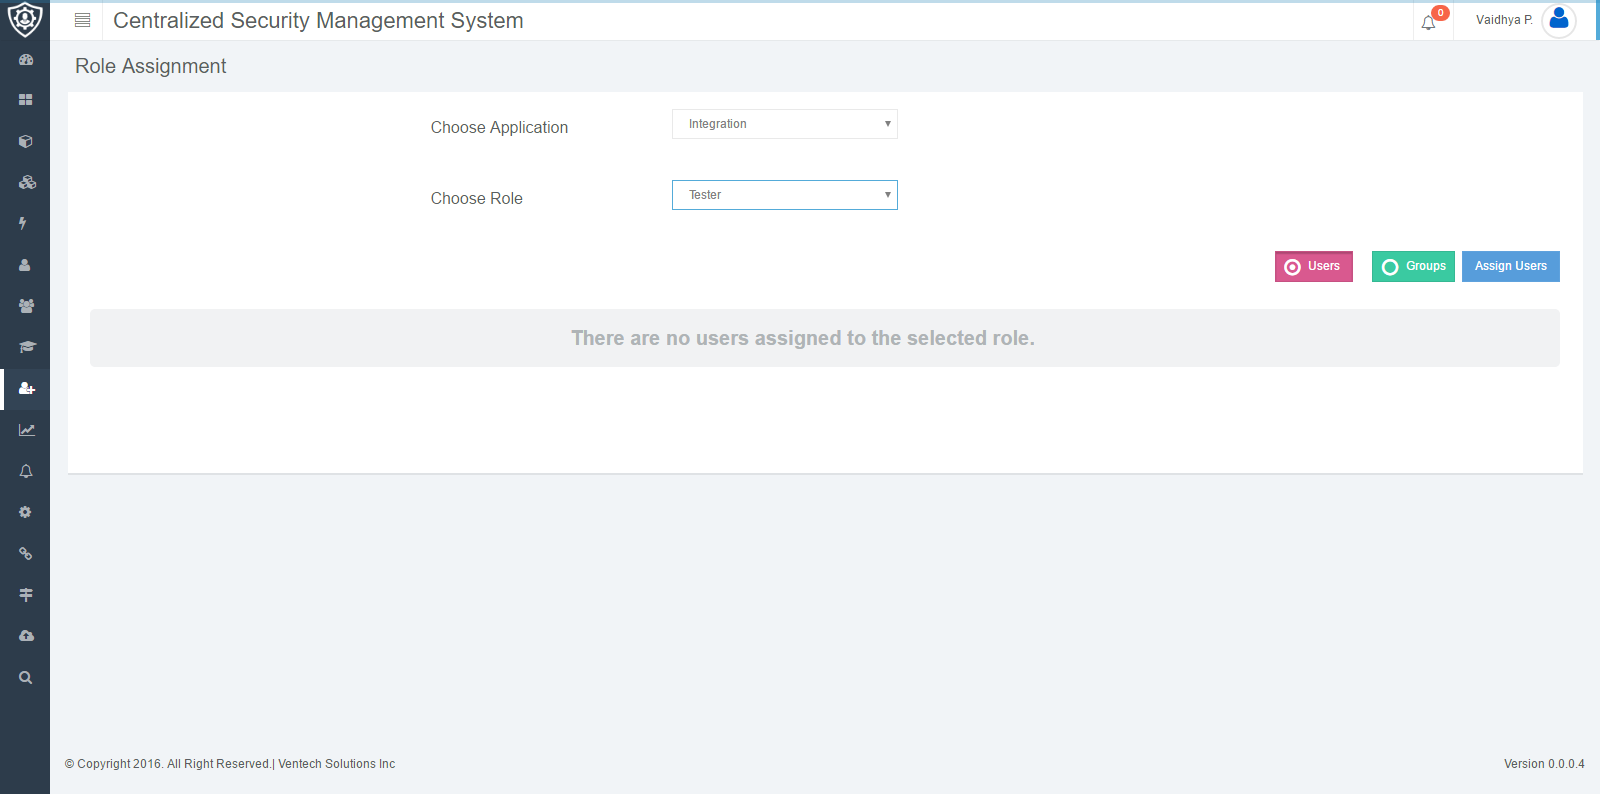 Centralized Security Management System
0
Vaidhya P.
Role Assignment
Choose Application
Integration
Choose Role
Tester
Users
Groups
Assign Users
There are no users assigned to the selected role.
© Copyright 2016. All Right Reserved.| Ventech Solutions Inc
Version 0.0.0.4